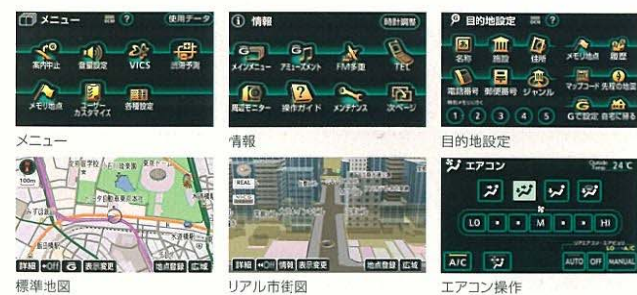 メニュー
?
使用データ
案内中止
音量設定
VICS
渋滞予測
メモリ地点
ユーザー
カスタマイズ
各種設定
メニュー
情報
時計調整
メインメニュー
アミューズメント
FM多重
TEL
周辺モニター
操作ガイド
メンテナンス
次ページ
情報
目的地設定
?
名称
施設
住所
メモリ地点
履歴
電話番号
郵便番号
ジャンル
マップコード
先程の地図
1 2 3 4 5
Gで設定
自宅に帰る
目的地設定
100m
詳細 OFF G 表示変更 地点登録 広域
標準地図
REAL
詳細 OFF 情報 表示変更 地点登録 広域
リアル市街図
エアコン
24℃
LO M HI
A/C
AUTO OFF MANUAL
エアコン操作